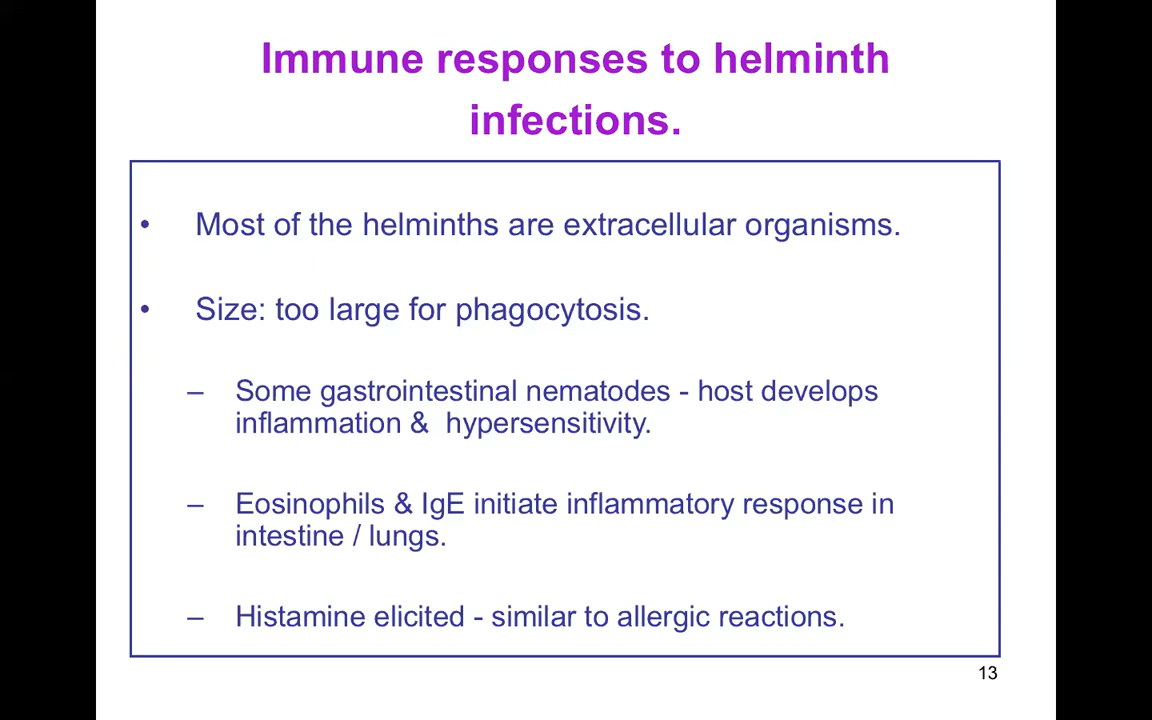 Immune responses to helminth
infections.
• Most of the helminths are extracellular organisms.
• Size: too large for phagocytosis.
– Some gastrointestinal nematodes - host develops
inflammation &  hypersensitivity.
– Eosinophils & IgE initiate inflammatory response in
intestine / lungs.
– Histamine elicited - similar to allergic reactions.
13